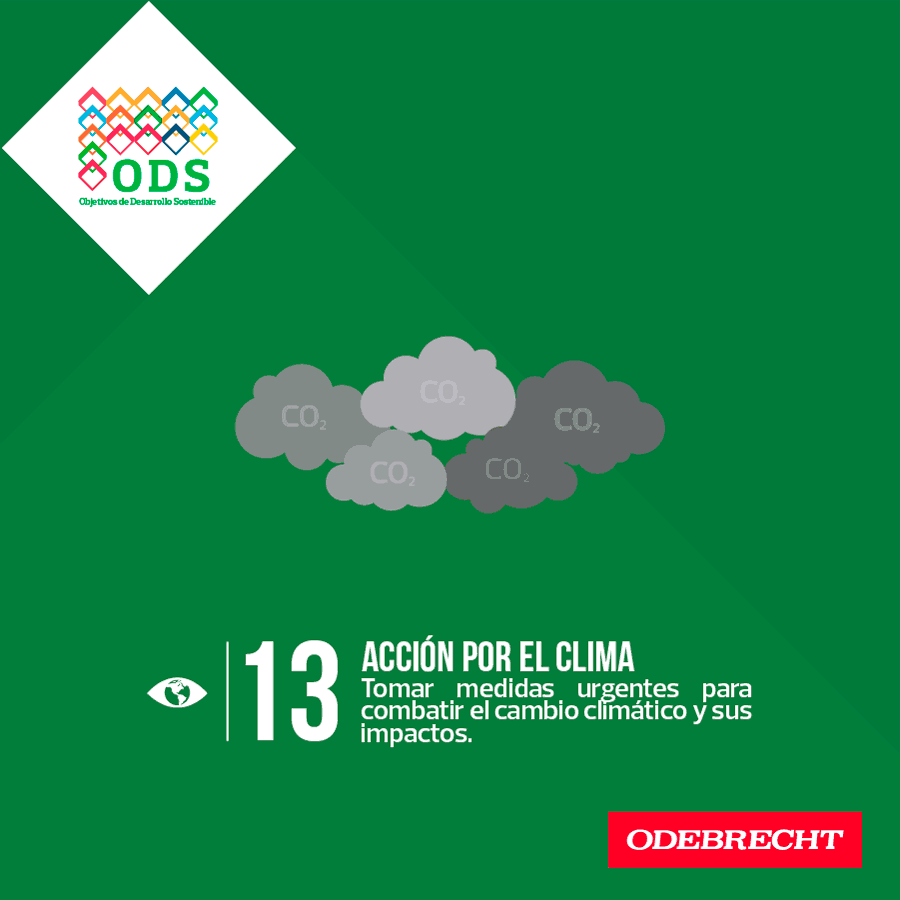 ODS
Objetivos de Desarrollo Sostenible
CO₂
CO₂
CO₂
CO₂
CO₂
13
ACCIÓN POR EL CLIMA
Tomar medidas urgentes para
combatir el cambio climático y sus
impactos.
ODEBRECHT